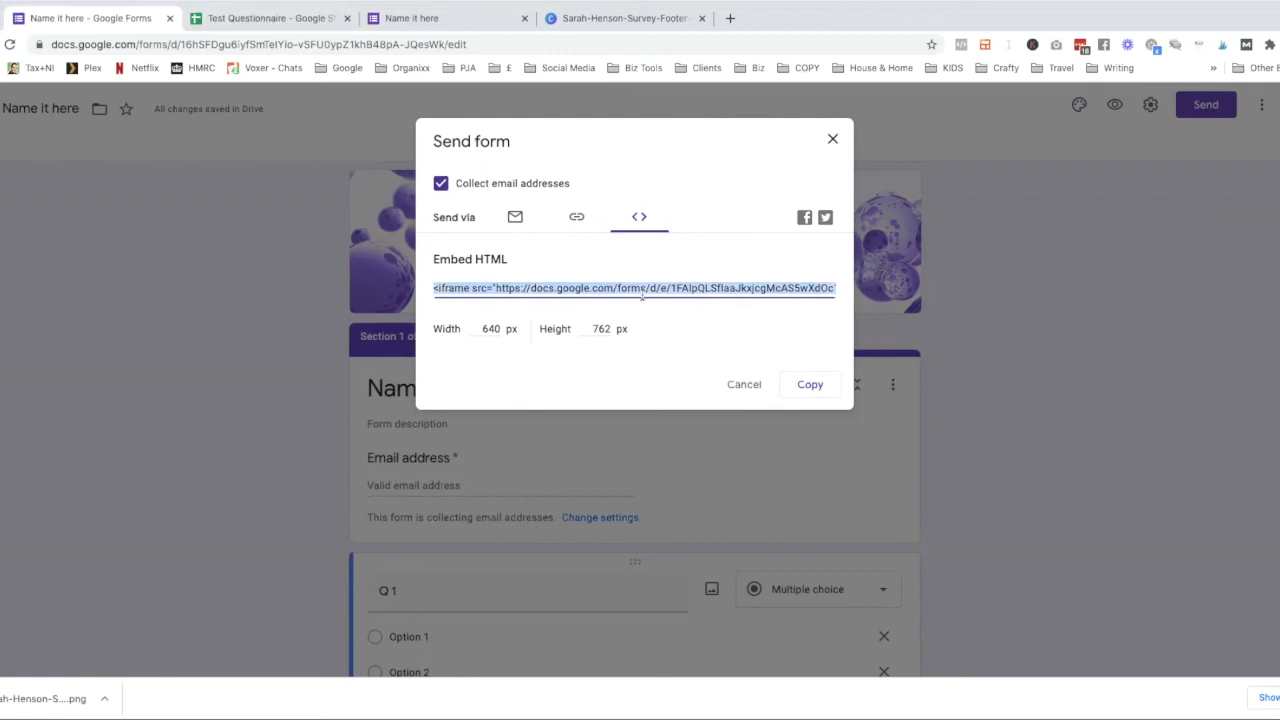 Name it here - Google Forms
Test Questionnaire - Google S
Name it here
Sarah-Henson-Survey-Footer
docs.google.com/forms/d/16hSFDgu6iyfSmTeIYio-vSFU0ypZ1khB48pA-JQesWk/edit
18
Tax+NI
Plex
Netflix
HMRC
Voxer - Chats
Google
Organixx
PJA
£
Social Media
Biz Tools
Clients
Biz
COPY
House & Home
KIDS
Crafty
Travel
Writing
»
Other B
Name it here
All changes saved in Drive
Send
Send form
Collect email addresses
Send via
Embed HTML
<iframe src="https://docs.google.com/forms/d/e/1FAIpQLSfIaaJkxjcgMcAS5wXdOc
Width 640 px
Height 762 px
Cancel
Copy
Section 1 o
Nam
Form description
Email address *
Valid email address
This form is collecting email addresses. Change settings
Q 1
Multiple choice
Option 1
Option 2
ah-Henson-S....png
Show